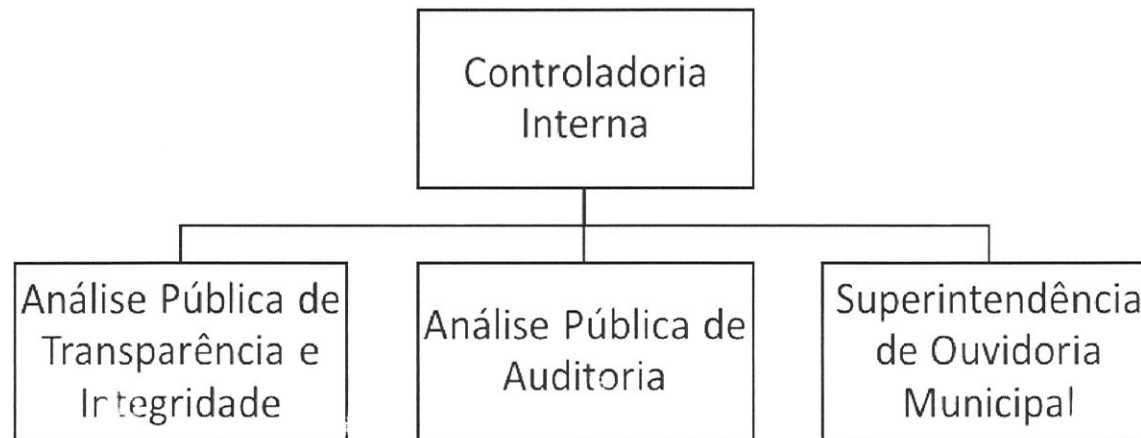 Controladoria
Interna
Análise Pública de
Transparência e
Integridade
Análise Pública de
Auditoria
Superintendência
de Ouvidoria
Municipal